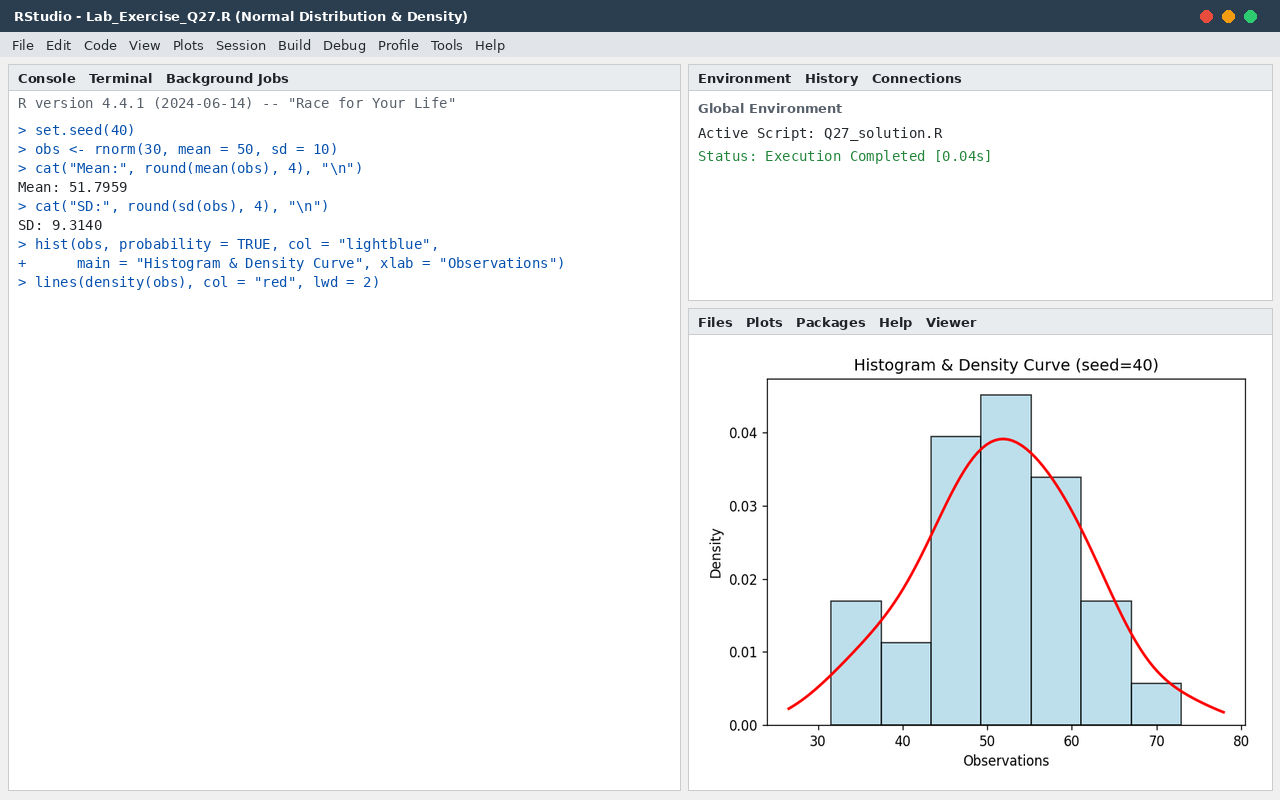 RStudio - Lab_Exercise_Q27.R (Normal Distribution & Density)
File Edit Code View Plots Session Build Debug Profile Tools Help
Console Terminal Background Jobs
R version 4.4.1 (2024-06-14) -- "Race for Your Life"
> set.seed(40)
> obs <- rnorm(30, mean = 50, sd = 10)
> cat("Mean:", round(mean(obs), 4), "\n")
Mean: 51.7959
> cat("SD:", round(sd(obs), 4), "\n")
SD: 9.3140
> hist(obs, probability = TRUE, col = "lightblue",
+      main = "Histogram & Density Curve", xlab = "Observations")
> lines(density(obs), col = "red", lwd = 2)
Environment History Connections
Global Environment
Active Script: Q27_solution.R
Status: Execution Completed [0.04s]
Files Plots Packages Help Viewer
Histogram & Density Curve (seed=40)
Density
0.04
0.03
0.02
0.01
0.00
30 40 50 60 70 80
Observations